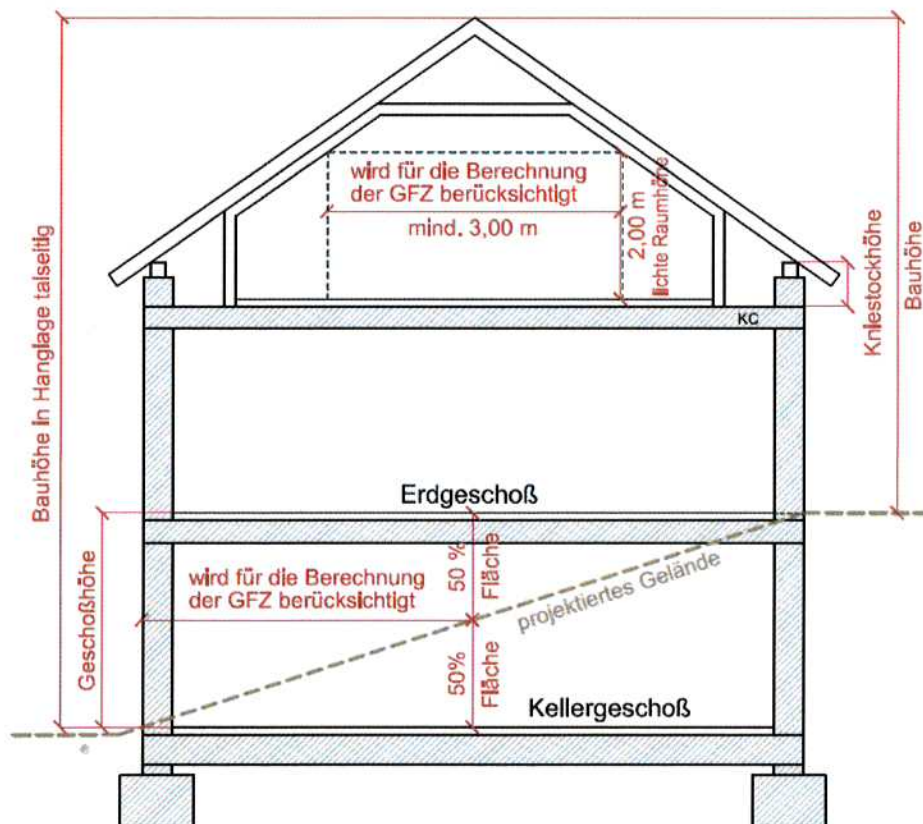 wird für die Berechnung
der GFZ berücksichtigt
mind. 3,00 m
2,00 m
lichte Raumhöhe
Kniestockhöhe
Bauhöhe
Bauhöhe in Hanglage talseitig
KG
Erdgeschoß
Geschoßhöhe
wird für die Berechnung
der GFZ berücksichtigt
50 %
Fläche
projektiertes Gelände
50%
Fläche
Kellergeschoß